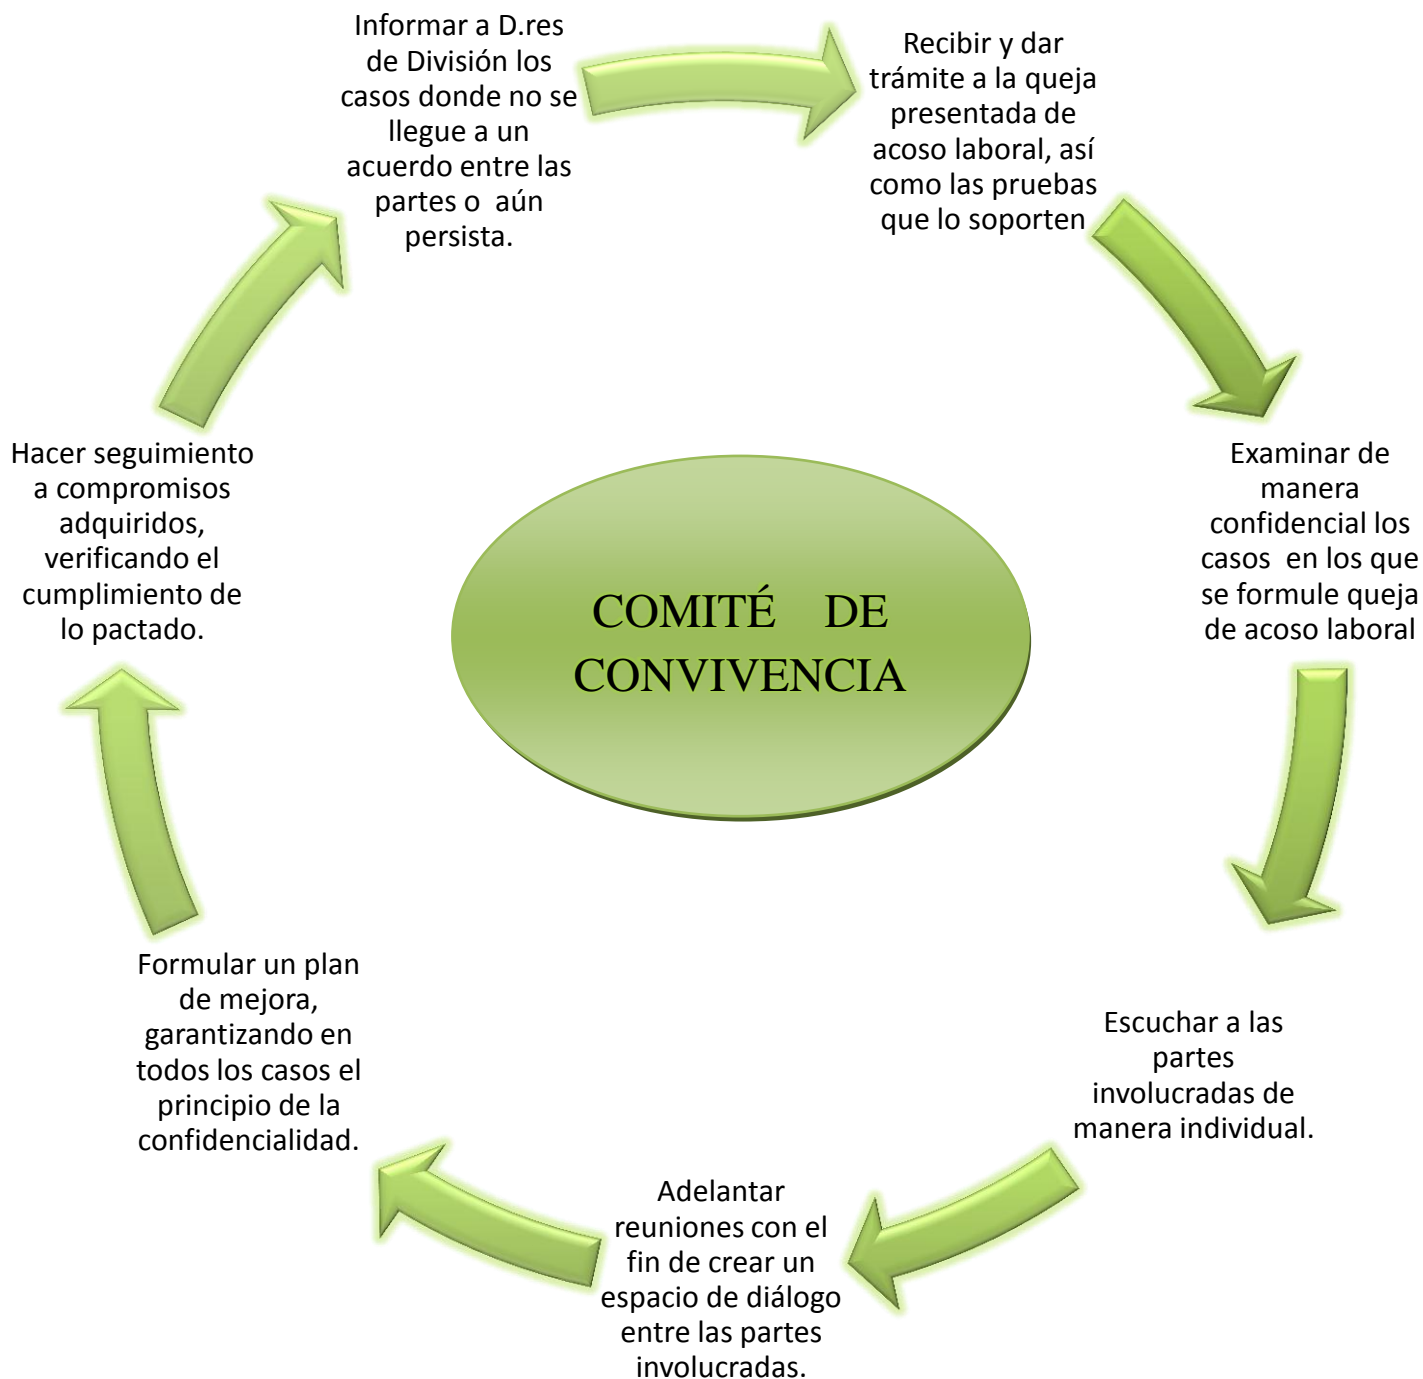 Informar a D.res
de División los
casos donde no se
llegue a un
acuerdo entre las
partes o  aún
persista.
Recibir y dar
trámite a la queja
presentada de
acoso laboral, así
como las pruebas
que lo soporten
Examinar de
manera
confidencial los
casos  en los que
se formule queja
de acoso laboral
Escuchar a las
partes
involucradas de
manera individual.
Adelantar
reuniones con el
fin de crear un
espacio de diálogo
entre las partes
involucradas.
Formular un plan
de mejora,
garantizando en
todos los casos el
principio de la
confidencialidad.
Hacer seguimiento
a compromisos
adquiridos,
verificando el
cumplimiento de
lo pactado.
COMITÉ DE
CONVIVENCIA